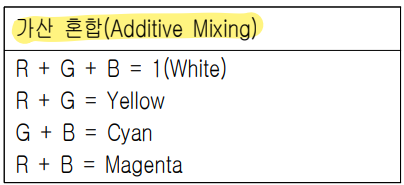 가산 혼합(Additive Mixing)
R + G + B = 1(White)
R + G = Yellow
G + B = Cyan
R + B = Magenta